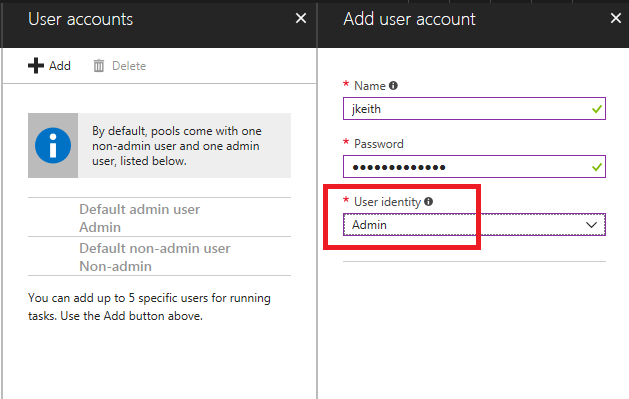 User accounts
Add
Delete
By default, pools come with one
non-admin user and one admin
user, listed below.
Default admin user
Admin
Default non-admin user
Non-admin
You can add up to 5 specific users for running
tasks. Use the Add button above.
Add user account
* Name
jkeith
* Password
•••••••••••••
* User identity
Admin